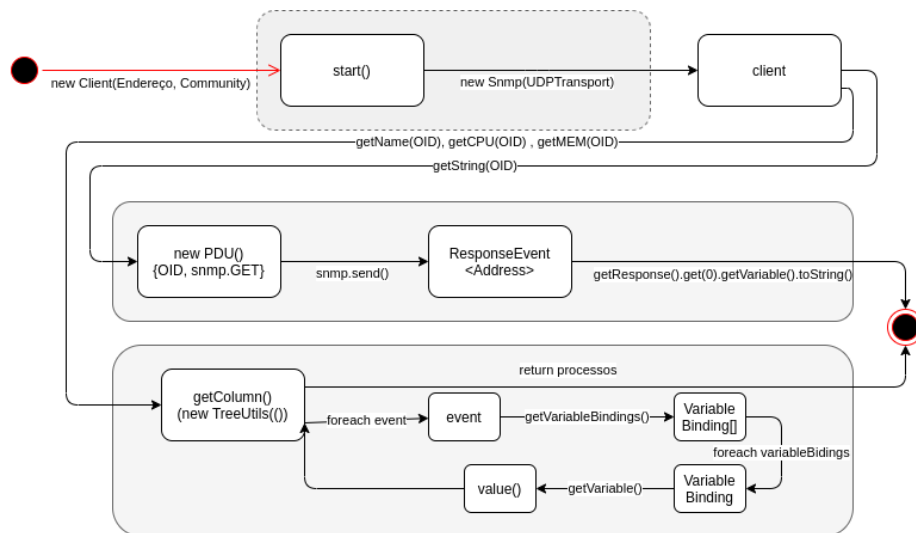 start()
client
new Client(Endereço, Community)
new Snmp(UDPTransport)
getName(OID), getCPU(OID) , getMEM(OID)
getString(OID)
new PDU()
{OID, snmp.GET}
snmp.send()
ResponseEvent
<Address>
getResponse().get(0).getVariable().toString()
return processos
getColumn()
(new TreeUtils(())
foreach event
event
getVariableBindings()
Variable
Binding[]
foreach variableBidings
value()
getVariable()
Variable
Binding